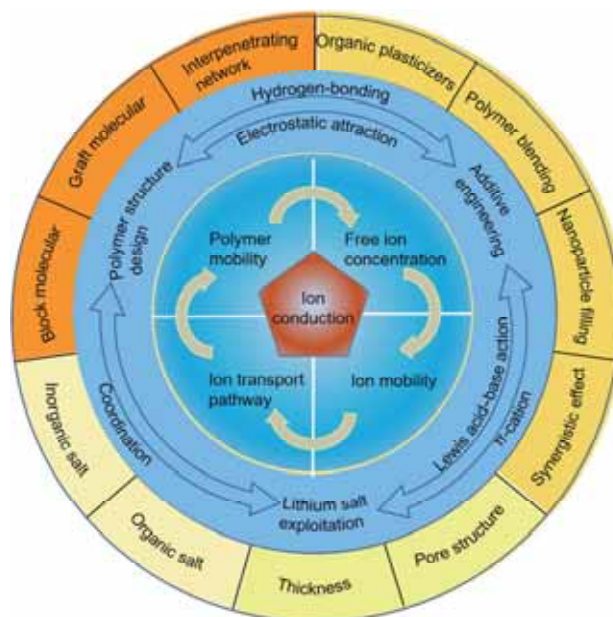 Interpenetrating
network
Organic plasticizers
Polymer blending
Nanoparticle filling
Synergistic effect
Pore structure
Thickness
Organic salt
Inorganic salt
Block molecular
Graft molecular
Hydrogen-bonding
Electrostatic attraction
Additive
engineering
Lewis acid-base action
π-cation
Lithium salt
exploitation
Coordination
Polymer structure
design
Polymer
mobility
Free ion
concentration
Ion
conduction
Ion transport
pathway
Ion mobility